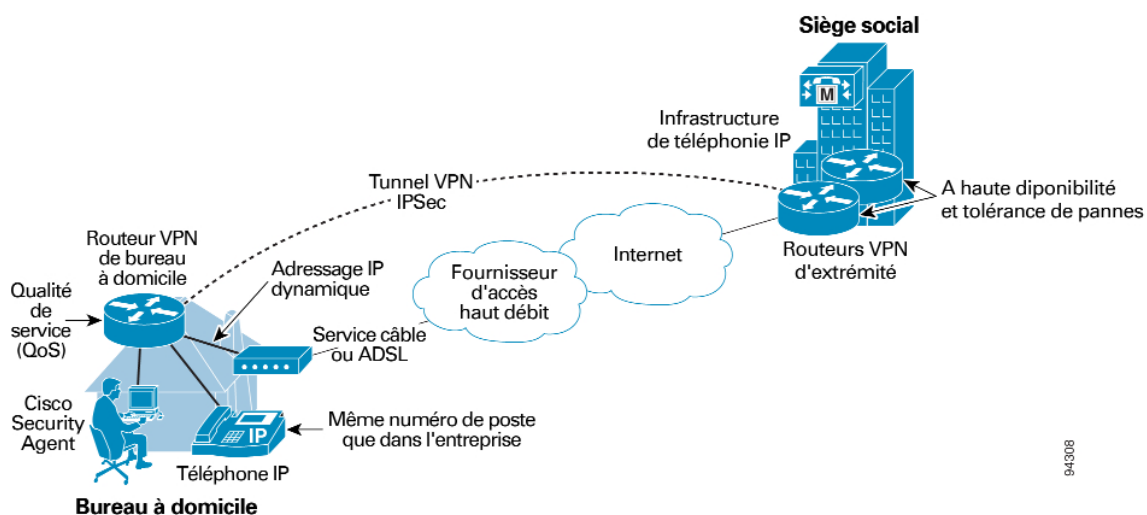 Siège social
M
Infrastructure
de téléphonie IP
Tunnel VPN
IPSec
A haute diponibilité
et tolérance de pannes
Routeur VPN
de bureau
à domicile
Adressage IP
dynamique
Internet
Routeurs VPN
d'extrémité
Fournisseur
d'accès
haut débit
Qualité
de
service
(QoS)
Service câble
ou ADSL
Cisco
Security
Agent
IP
Même numéro de poste
que dans l'entreprise
Téléphone IP
94308
Bureau à domicile